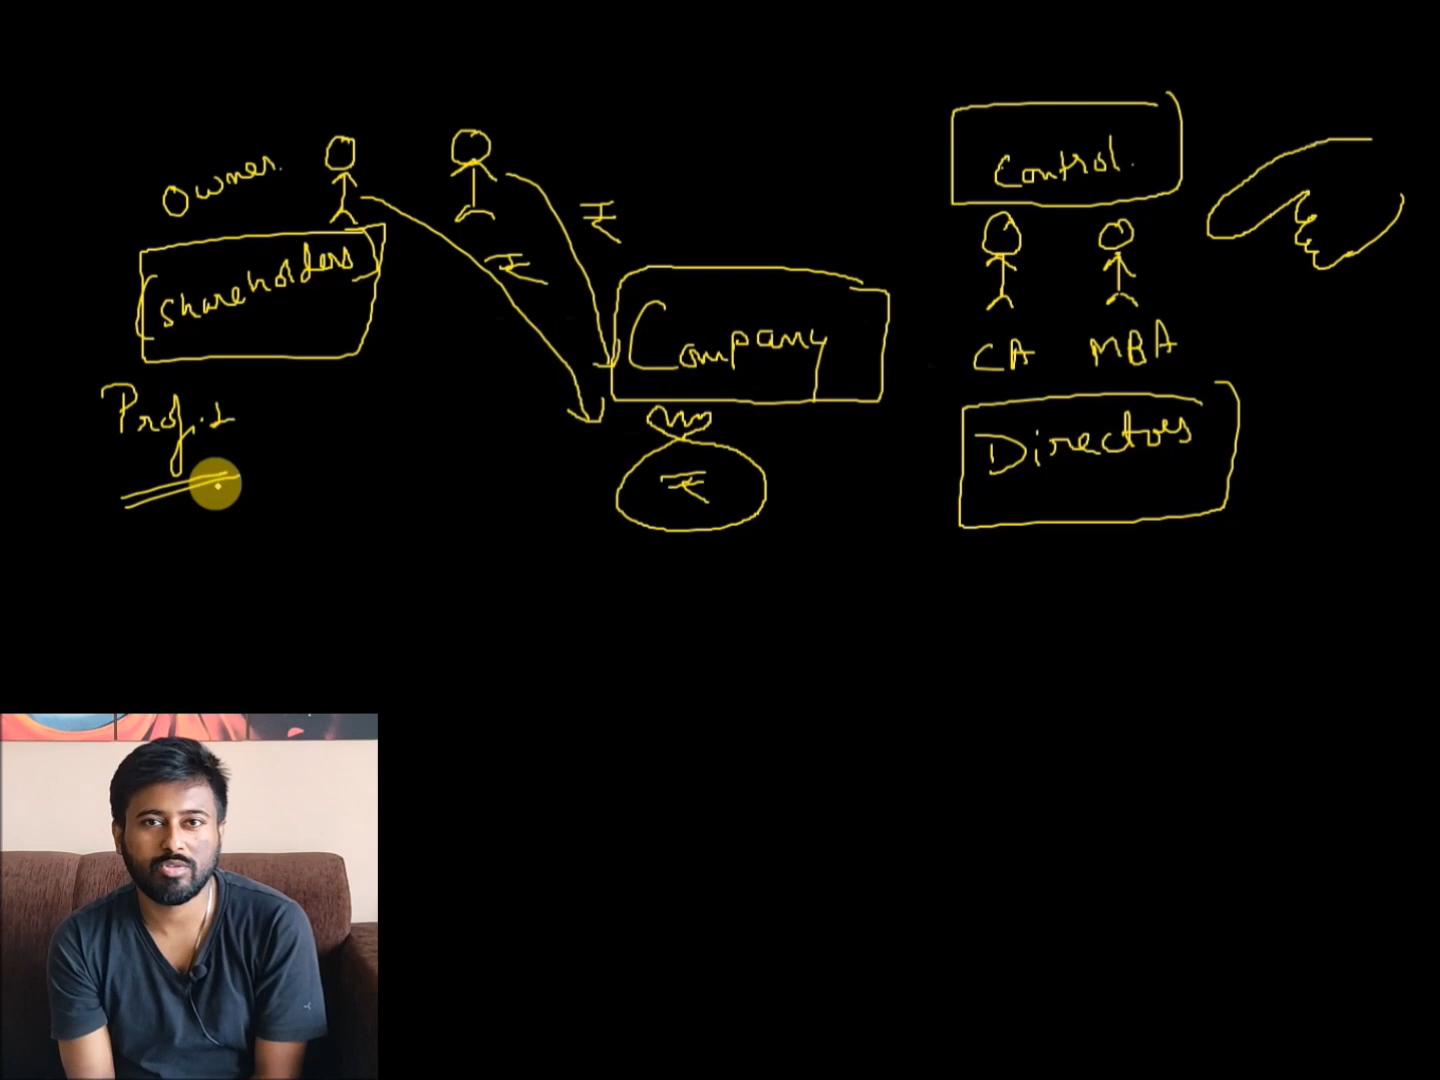 Owner.
(Shareholders)
Profit
₹
₹
Company
₹
Control.
CA MBA
Directors